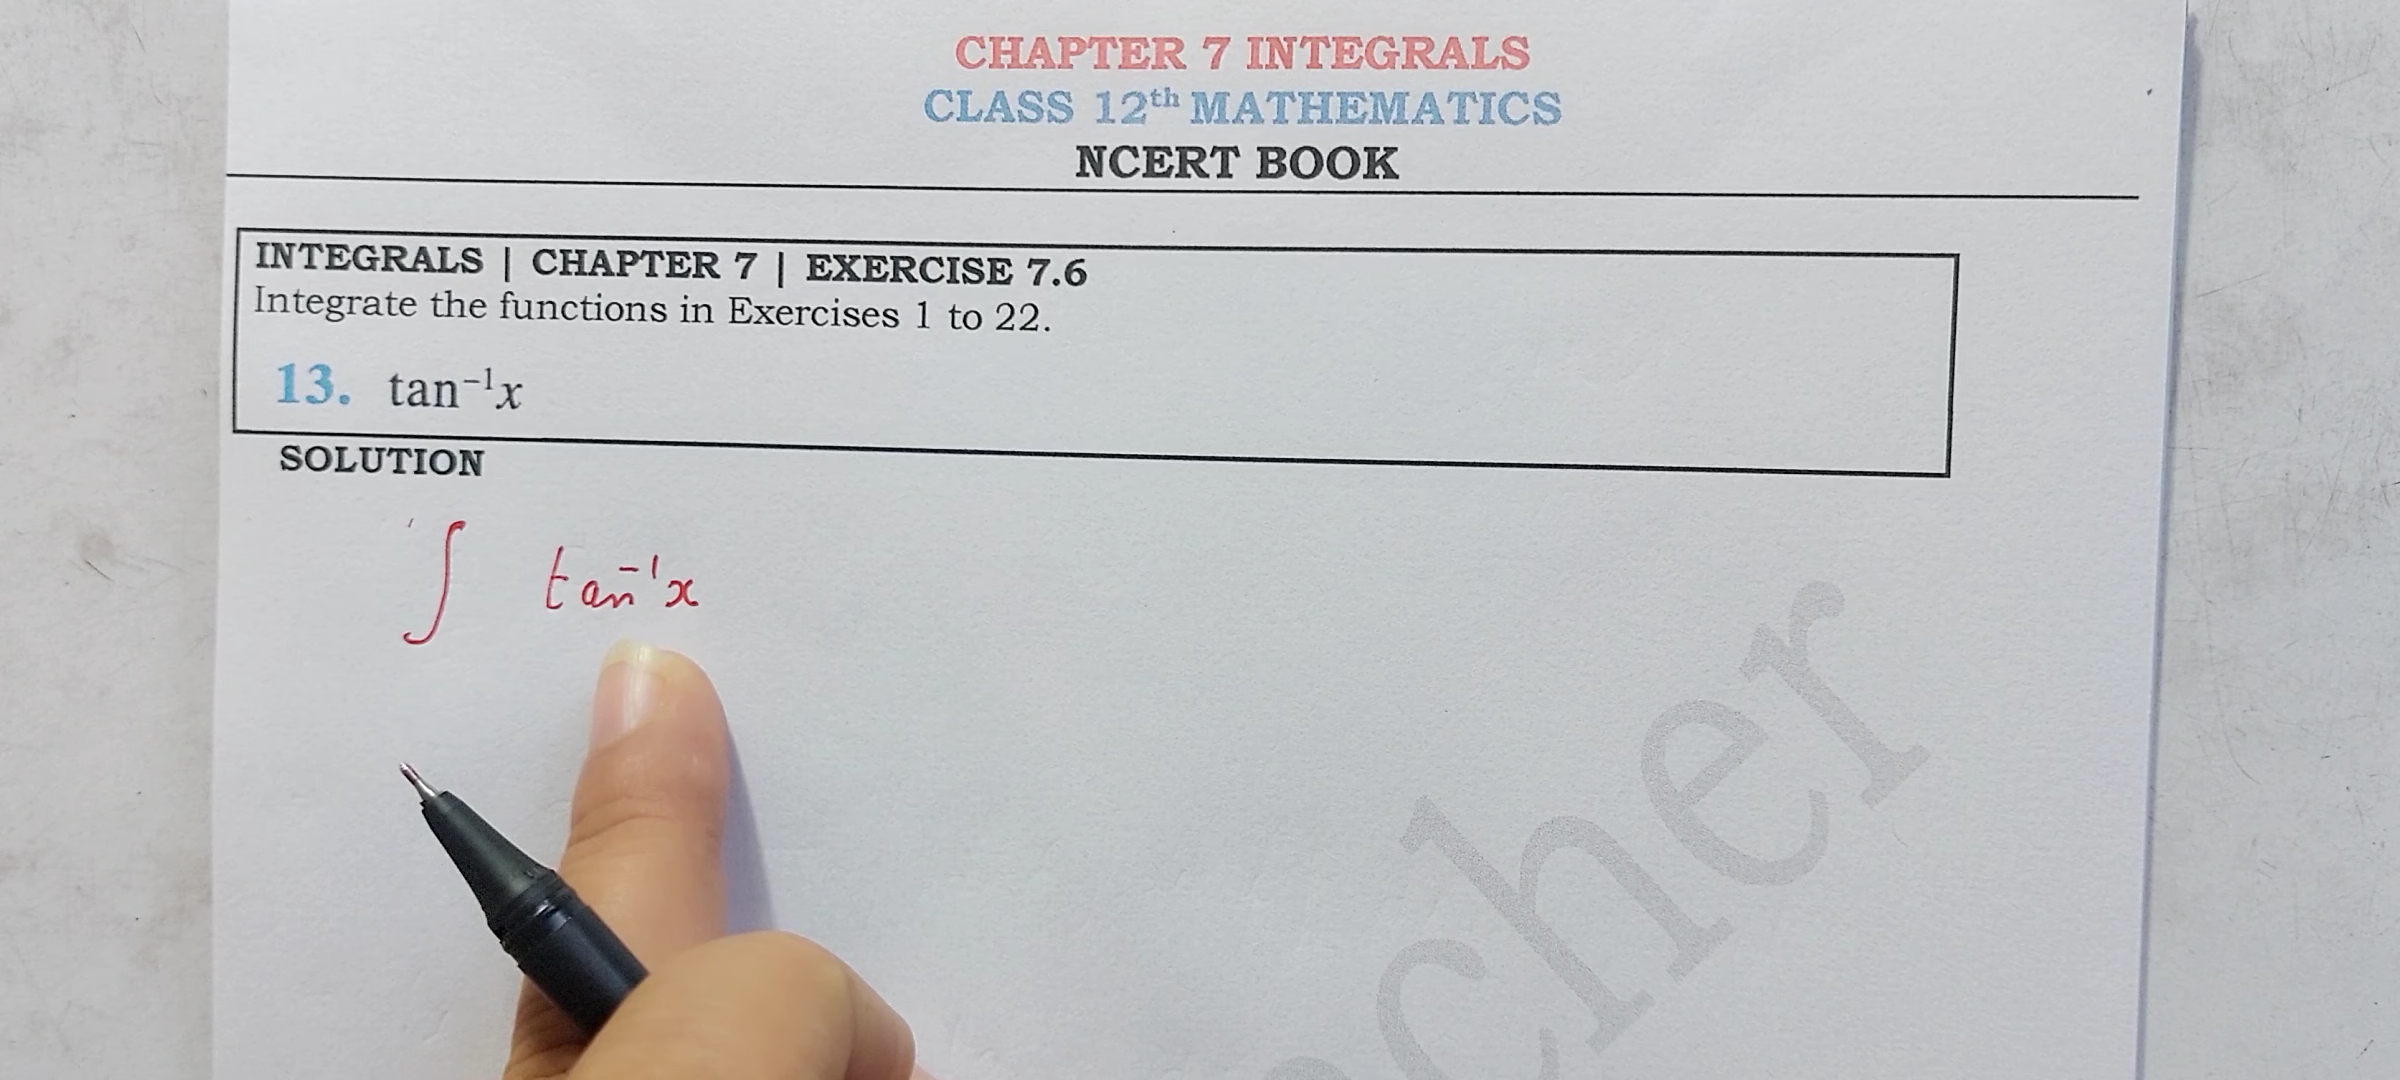 CHAPTER 7 INTEGRALS
CLASS 12th MATHEMATICS
NCERT BOOK
INTEGRALS | CHAPTER 7 | EXERCISE 7.6
Integrate the functions in Exercises 1 to 22.
13. tan⁻¹x
SOLUTION
∫ tan⁻¹x